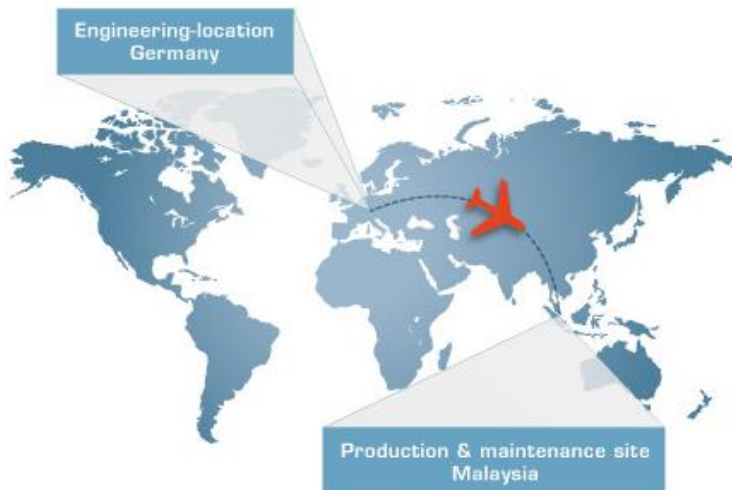 Engineering-location
Germany
Production & maintenance site
Malaysia